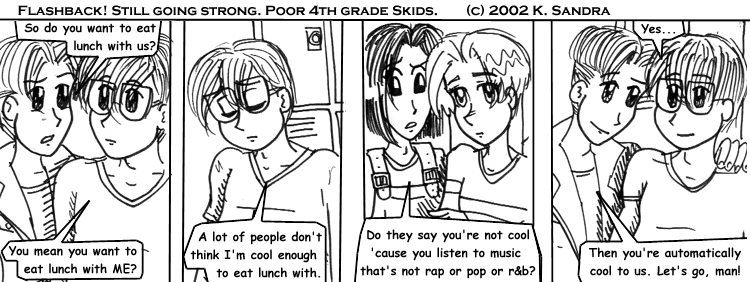 Flashback! Still going strong. Poor 4th grade Skids. (c) 2002 K. Sandra
So do you want to eat
lunch with us?
You mean you want to
eat lunch with ME?
A lot of people don't
think I'm cool enough
to eat lunch with.
Do they say you're not cool
'cause you listen to music
that's not rap or pop or r&b?
Yes...
Then you're automatically
cool to us. Let's go, man!